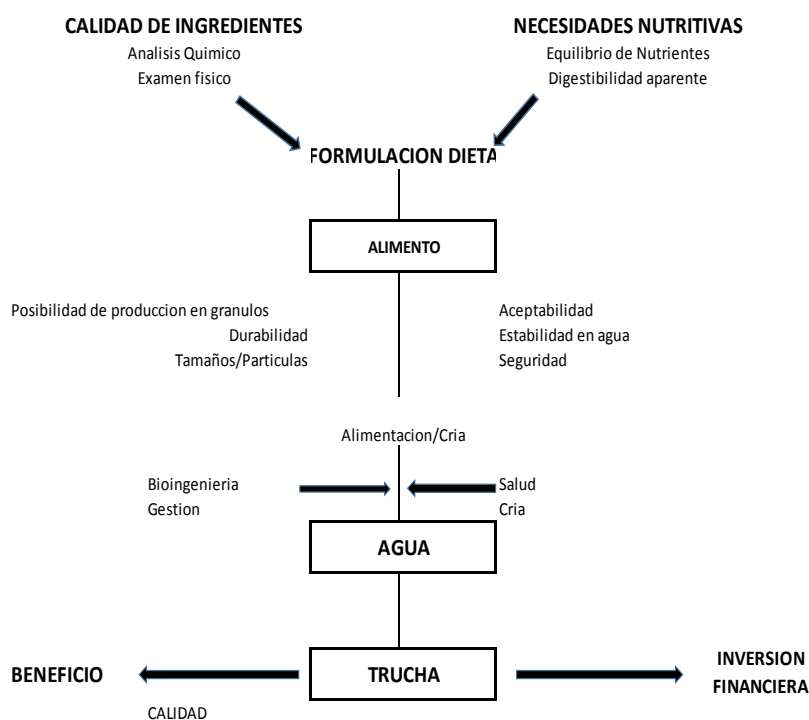 CALIDAD DE INGREDIENTES
Analisis Quimico
Examen fisico
NECESIDADES NUTRITIVAS
Equilibrio de Nutrientes
Digestibilidad aparente
FORMULACION DIETA
ALIMENTO
Posibilidad de produccion en granulos
Durabilidad
Tamaños/Particulas
Aceptabilidad
Estabilidad en agua
Seguridad
Alimentacion/Cria
Bioingenieria
Gestion
Salud
Cria
AGUA
BENEFICIO
TRUCHA
INVERSION
FINANCIERA
CALIDAD